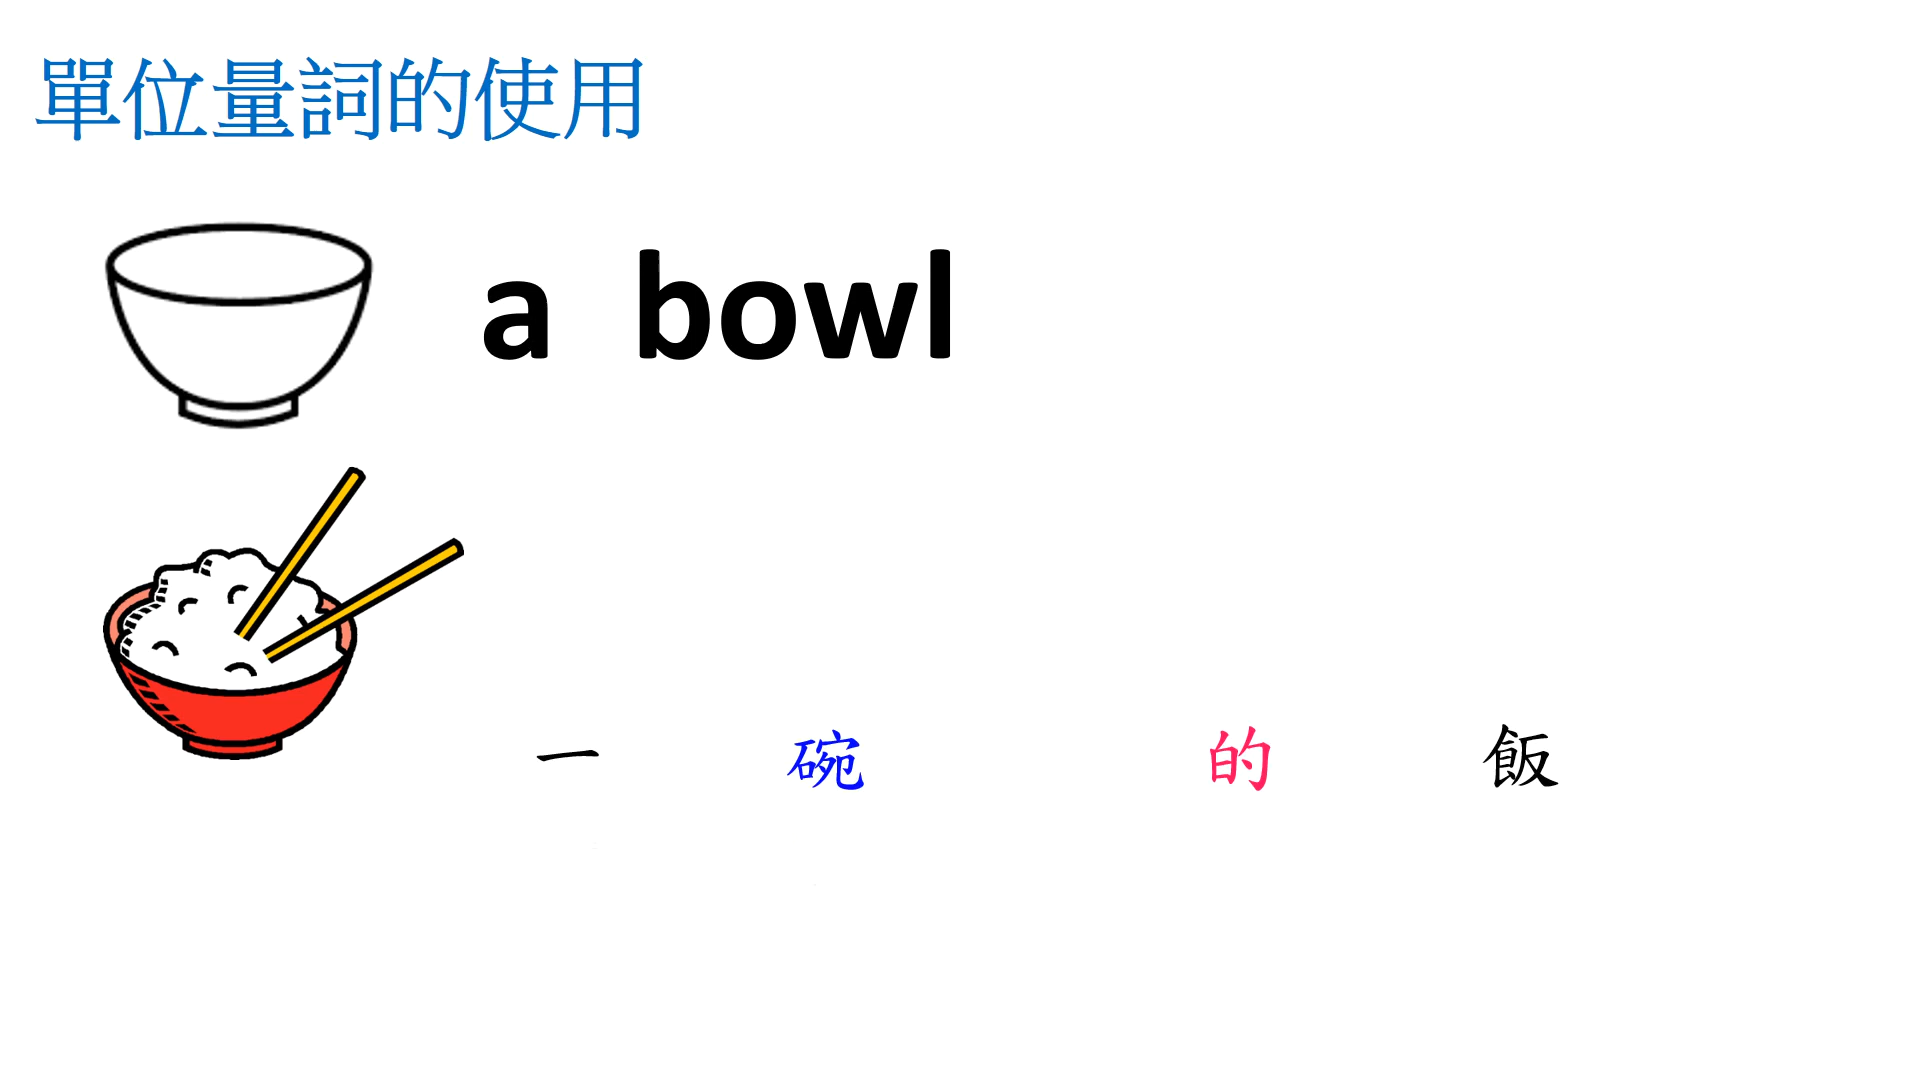 單位量詞的使用
a bowl
一 碗 的 飯